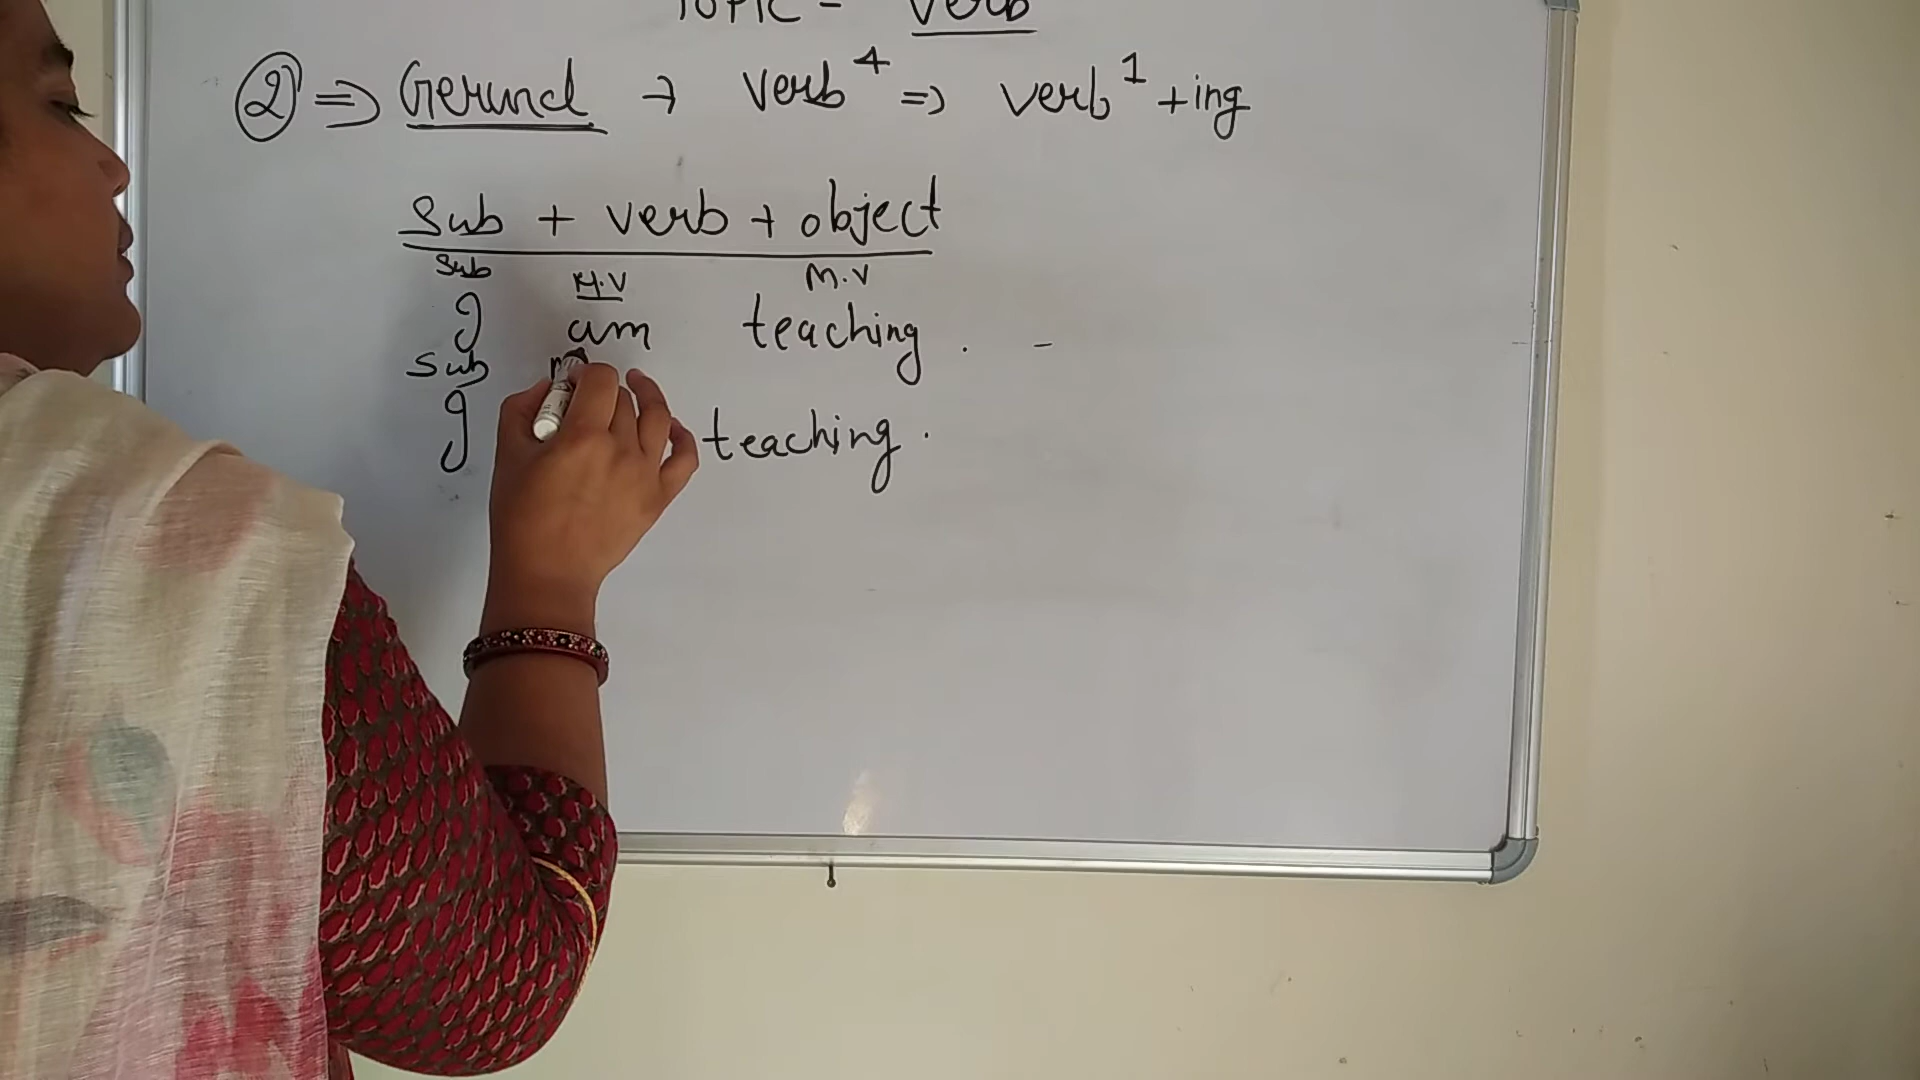 TOPIC - Verb
② ⇒ Gerund → Verb⁴ ⇒ verb¹ +ing
Sub + verb + object
Sub H.V M.V
I am teaching . -
Sub
I teaching .